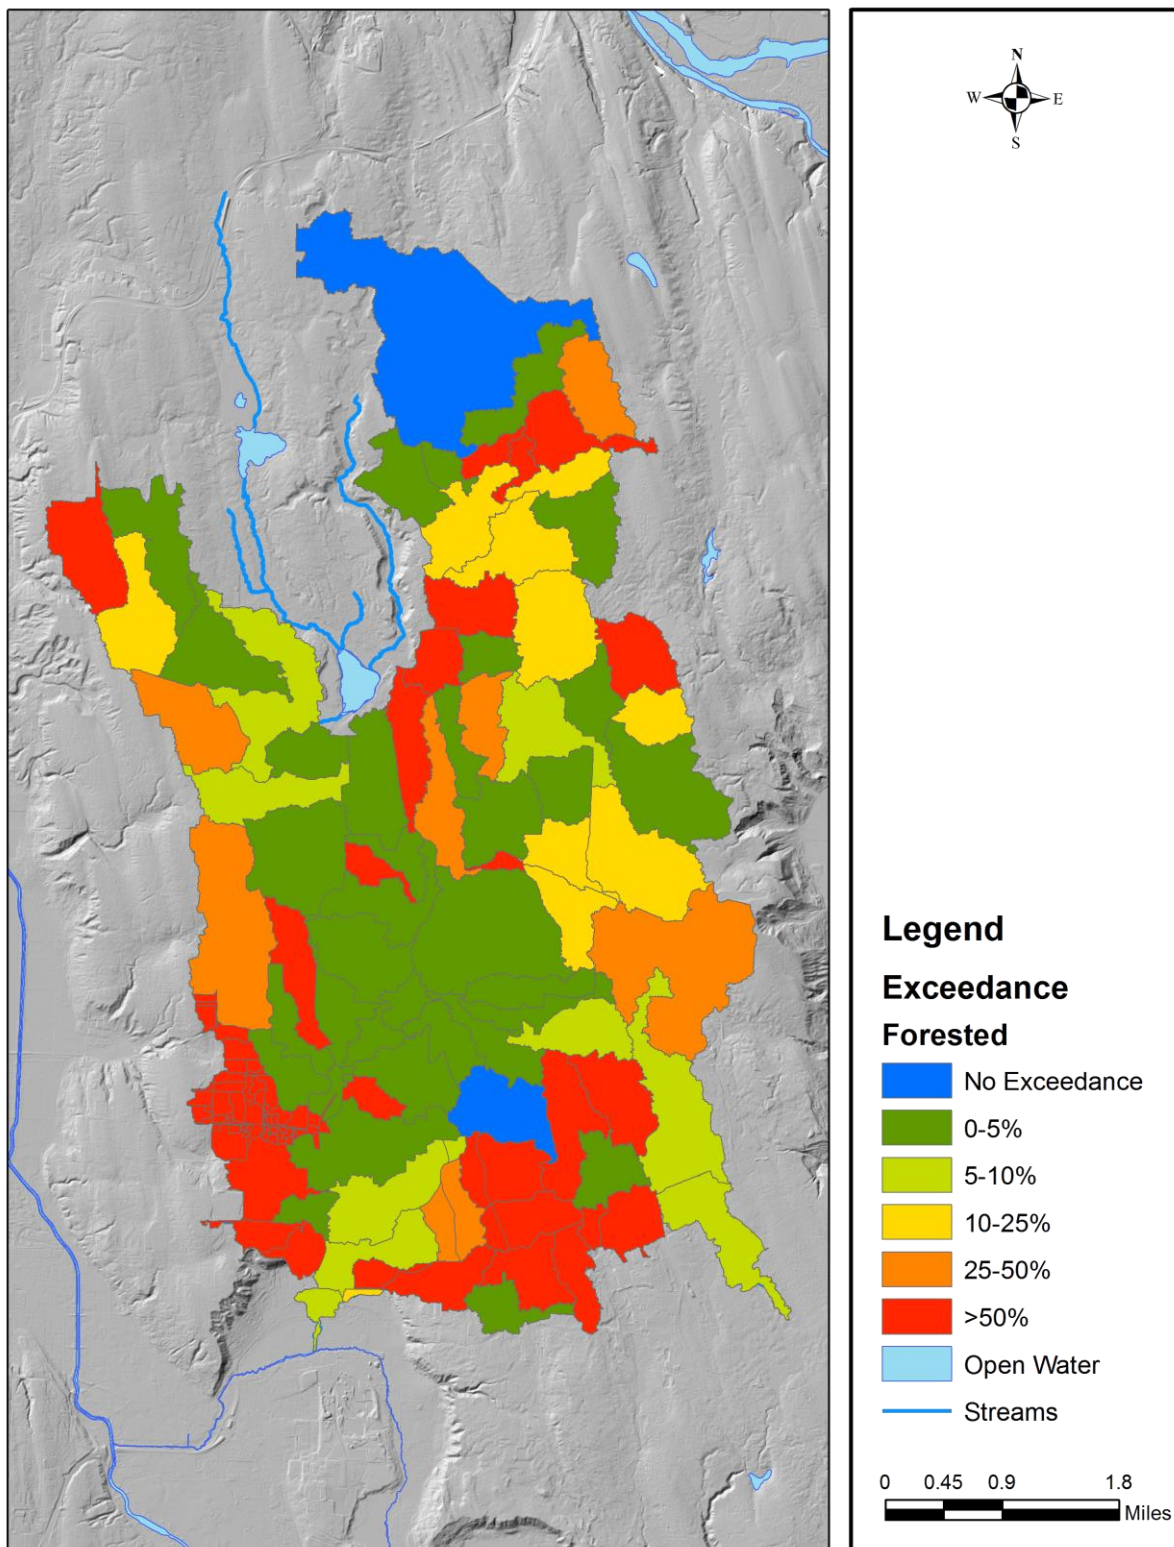 N
W E
S
Legend
Exceedance
Forested
No Exceedance
0-5%
5-10%
10-25%
25-50%
>50%
Open Water
Streams
0 0.45 0.9 1.8
Miles